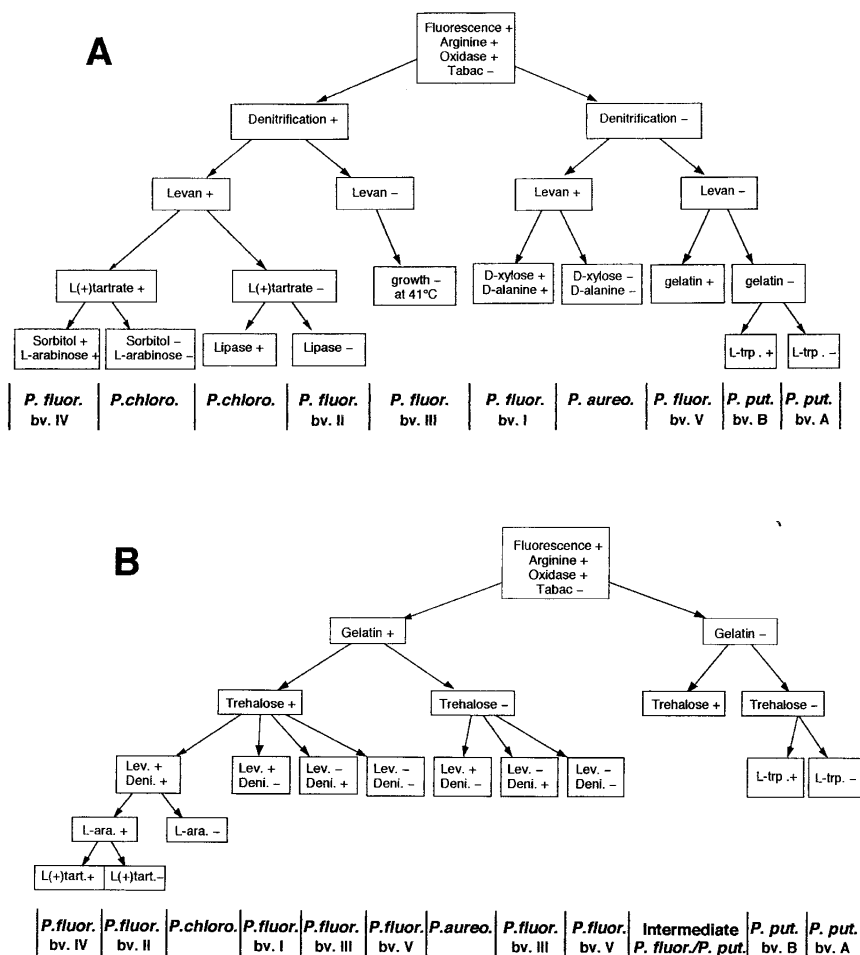 A
Fluorescence +
Arginine +
Oxidase +
Tabac –
Denitrification +
Denitrification –
Levan +
Levan –
Levan +
Levan –
L(+)tartrate +
L(+)tartrate –
growth –
at 41°C
D-xylose +
D-alanine +
D-xylose –
D-alanine –
gelatin +
gelatin –
Sorbitol +
L-arabinose +
Sorbitol –
L-arabinose –
Lipase +
Lipase –
L-trp . +
L-trp . –
P. fluor. P.chloro. P.chloro. P. fluor. P. fluor. P. fluor. P. aureo. P. fluor. P. put. P. put.
bv. IV bv. II bv. III bv. I bv. V bv. B bv. A
B
Fluorescence +
Arginine +
Oxidase +
Tabac –
Gelatin +
Gelatin –
Trehalose +
Trehalose –
Trehalose +
Trehalose –
Lev. +
Deni. +
Lev. +
Deni. –
Lev. –
Deni. +
Lev. –
Deni. –
Lev. +
Deni. –
Lev. –
Deni. +
Lev. –
Deni. –
L-trp .+
L-trp. –
L-ara. +
L-ara. –
L(+)tart.+
L(+)tart.–
P.fluor. P.fluor. P.chloro. P.fluor. P.fluor. P.fluor. P.aureo. P.fluor. P.fluor. Intermediate P. put. P. put.
bv. IV bv. II bv. I bv. III bv. V bv. III bv. V P. fluor./P. put. bv. B bv. A